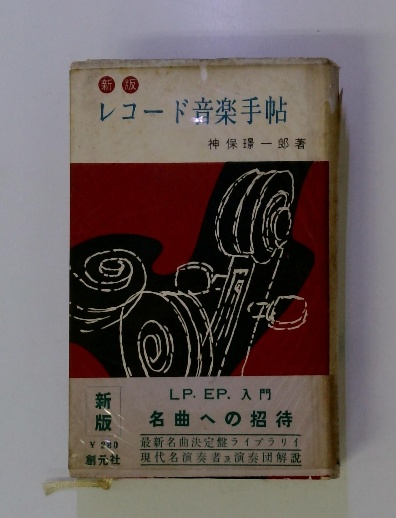 新版
レコード音楽手帖
神保璟一郎著
LP. EP. 入門
名曲への招待
最新名曲決定盤ライブラリイ
現代名演奏者及演奏団解説
新版
¥280
創元社